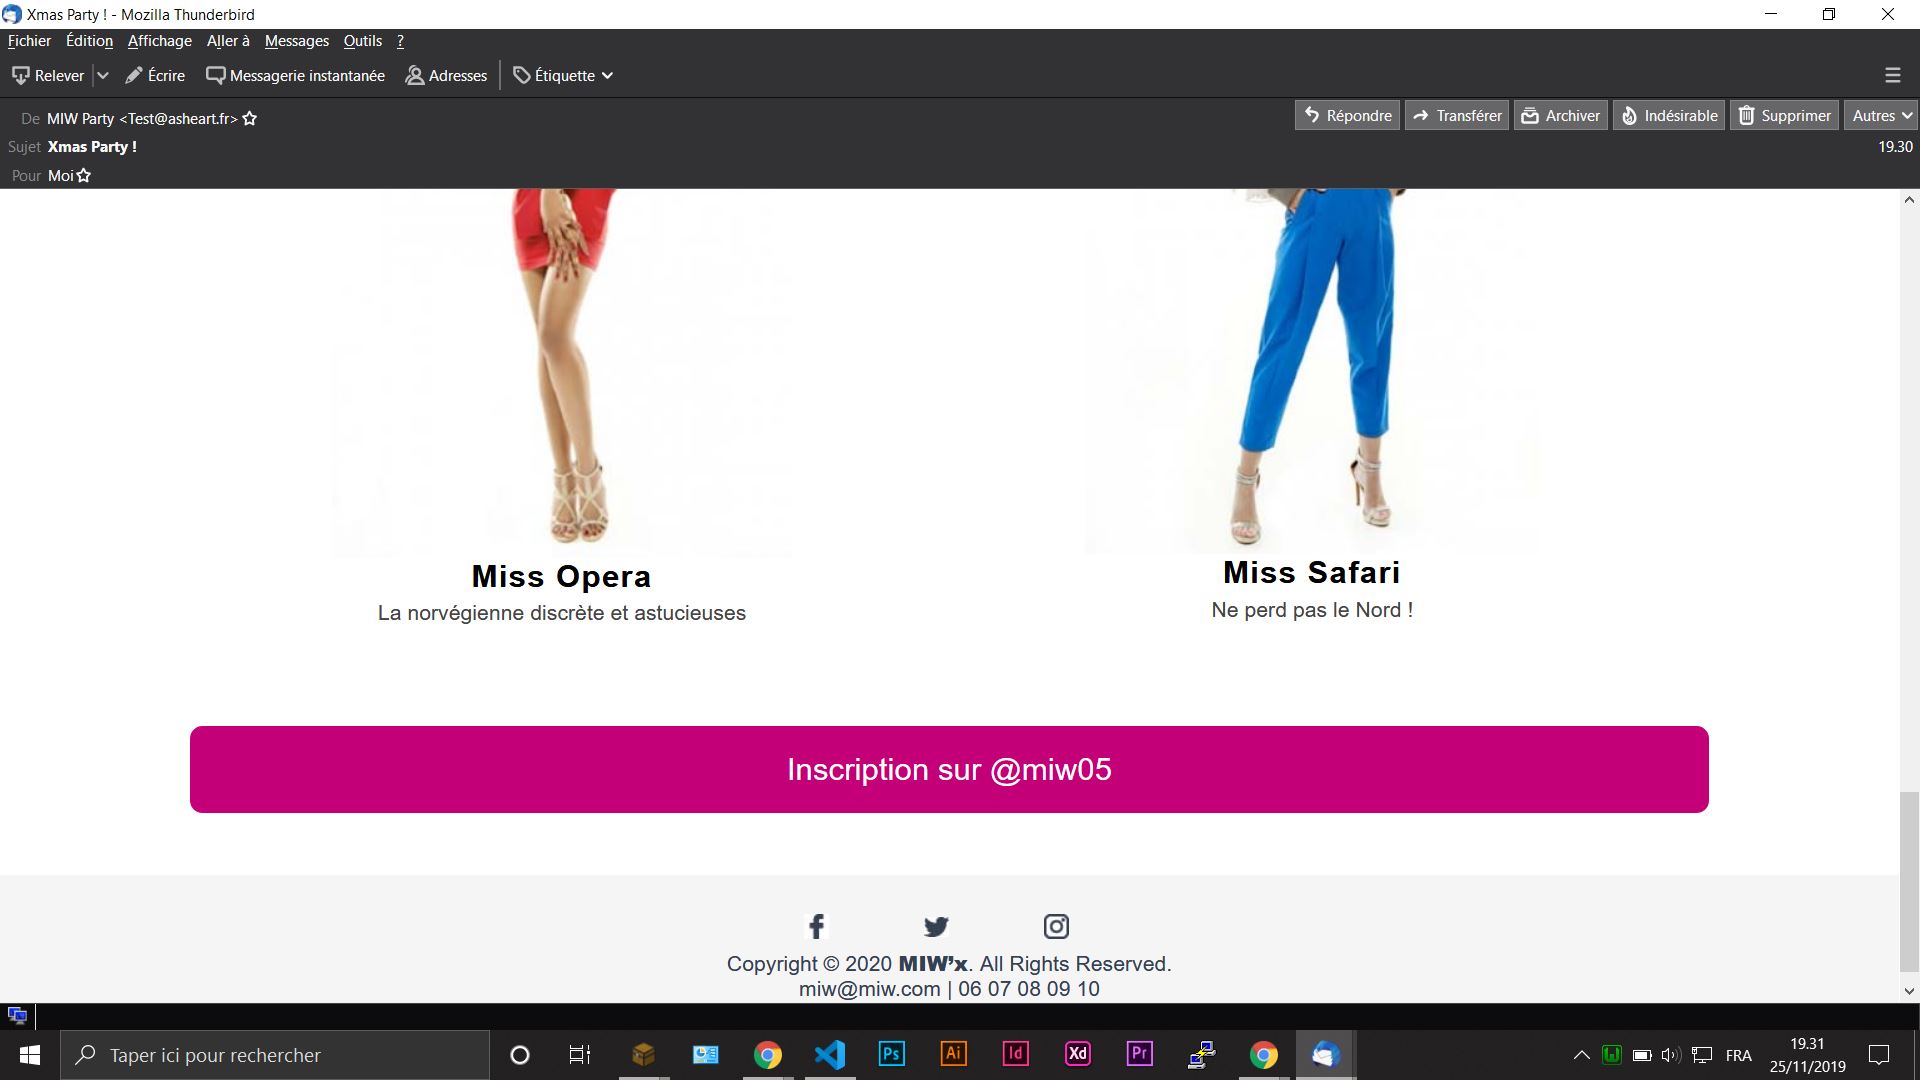 Xmas Party ! - Mozilla Thunderbird
Fichier Édition Affichage Aller à Messages Outils ?
Relever Écrire Messagerie instantanée Adresses Étiquette
De MIW Party <Test@asheart.fr>
Répondre Transférer Archiver Indésirable Supprimer Autres
Sujet Xmas Party !
19.30
Pour Moi
Miss Opera
La norvégienne discrète et astucieuses
Miss Safari
Ne perd pas le Nord !
Inscription sur @miw05
Copyright © 2020 MIW'x. All Rights Reserved.
miw@miw.com | 06 07 08 09 10
Taper ici pour rechercher
Ps
Ai
Id
Xd
Pr
FRA
19.31
25/11/2019